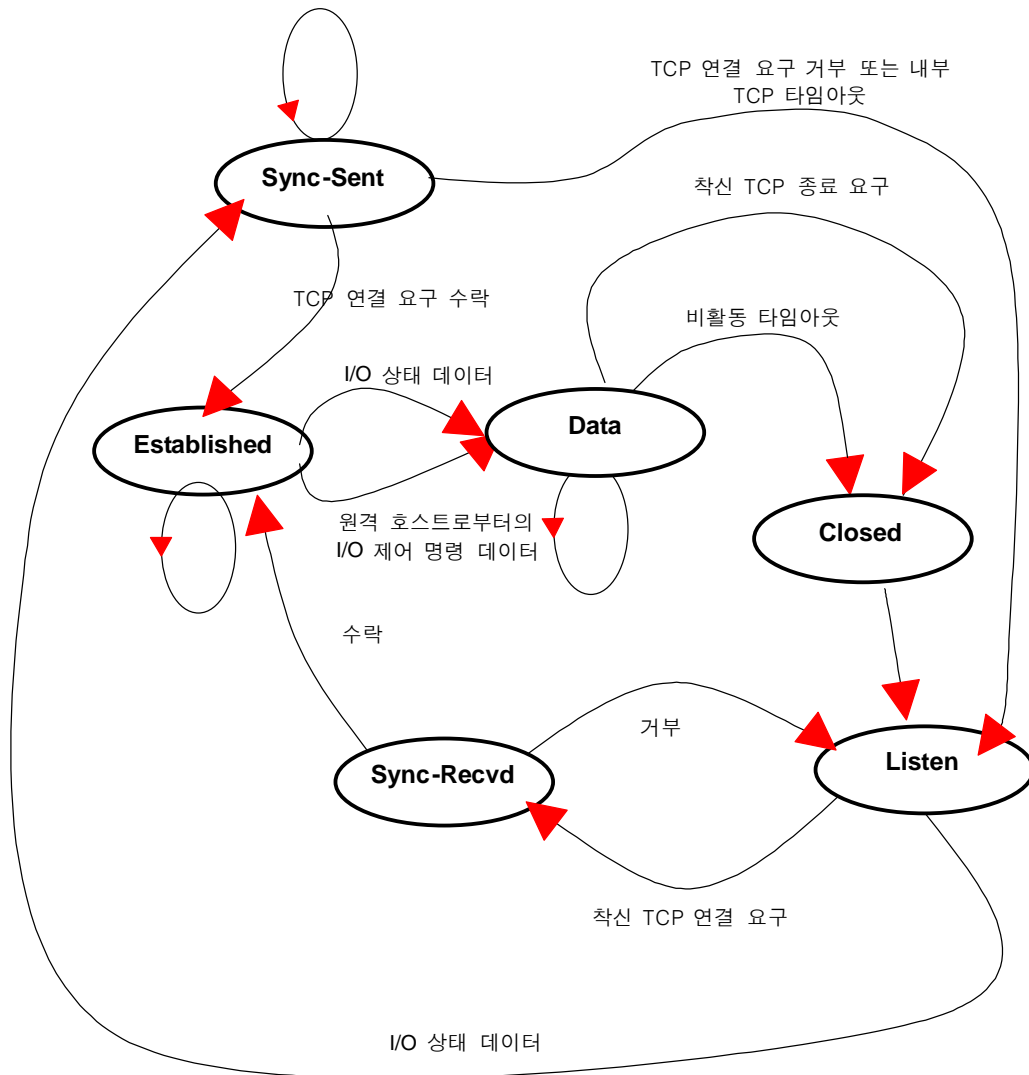 TCP 연결 요구 거부 또는 내부
TCP 타임아웃
Sync-Sent
착신 TCP 종료 요구
TCP 연결 요구 수락
비활동 타임아웃
I/O 상태 데이터
Established
Data
원격 호스트로부터의
I/O 제어 명령 데이터
Closed
수락
거부
Sync-Recvd
Listen
착신 TCP 연결 요구
I/O 상태 데이터